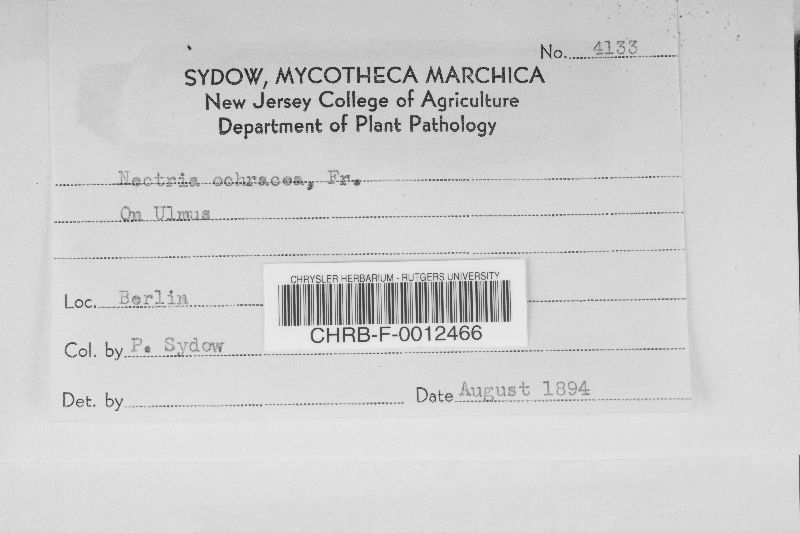 No. 4133
SYDOW, MYCOTHECA MARCHICA
New Jersey College of Agriculture
Department of Plant Pathology
Nectria ochracea, Fr.
On Ulmus
CHRYSLER HERBARIUM - RUTGERS UNIVERSITY
Loc. Berlin
CHRB-F-0012466
Col. by P. Sydow
Det. by
Date August 1894